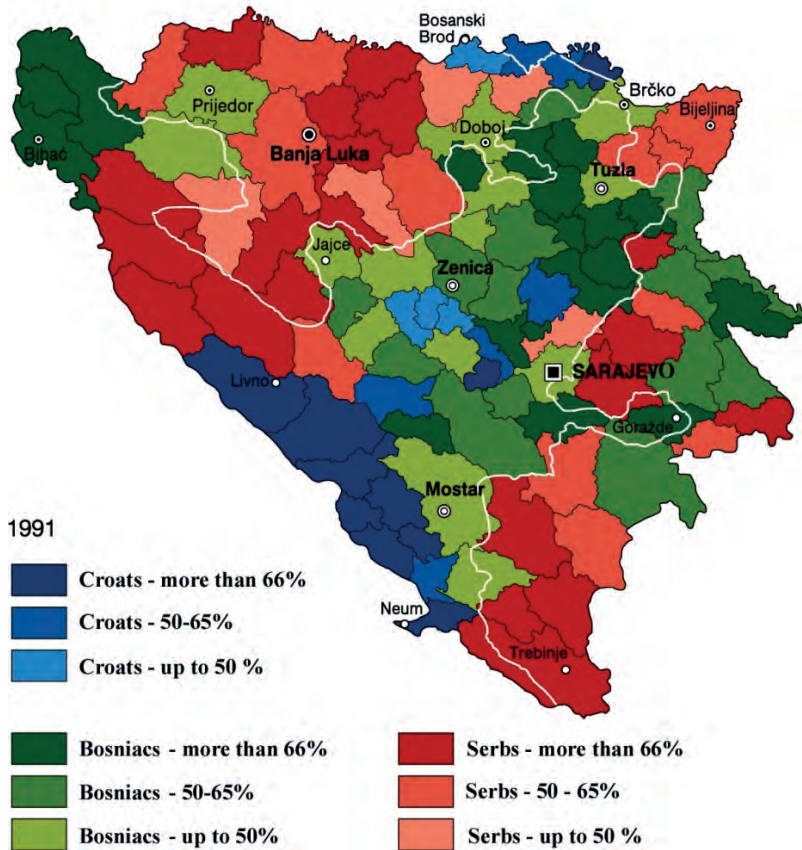 Bosanski
Brod
Prijedor
Brčko
Bijeljina
Bihać
Banja Luka
Doboj
Tuzla
Jajce
Zenica
Livno
SARAJEVO
Goražde
Mostar
1991
Croats - more than 66%
Croats - 50-65%
Neum
Croats - up to 50 %
Trebinje
Bosniacs - more than 66%
Serbs - more than 66%
Bosniacs - 50-65%
Serbs - 50 - 65%
Bosniacs - up to 50%
Serbs - up to 50 %